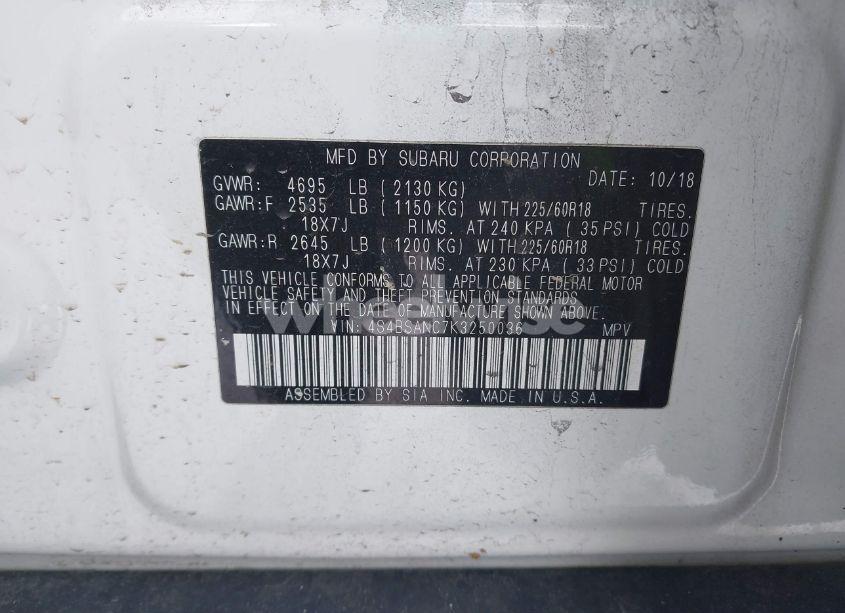 MFD BY SUBARU CORPORATION
DATE: 10/18
GVWR: 4695 LB ( 2130 KG)
GAWR:F 2535 LB ( 1150 KG) WITH 225/60R18 TIRES.
18X7J RIMS. AT 240 KPA ( 35 PSI) COLD
GAWR:R 2645 LB ( 1200 KG) WITH 225/60R18 TIRES.
18X7J RIMS. AT 230 KPA ( 33 PSI) COLD
THIS VEHICLE CONFORMS TO ALL APPLICABLE FEDERAL MOTOR
VEHICLE SAFETY AND THEFT PREVENTION STANDARDS
IN EFFECT ON THE DATE OF MANUFACTURE SHOWN ABOVE.
VIN: 4S4BSANC7K3250036 MPV
ASSEMBLED BY SIA INC. MADE IN U.S.A.